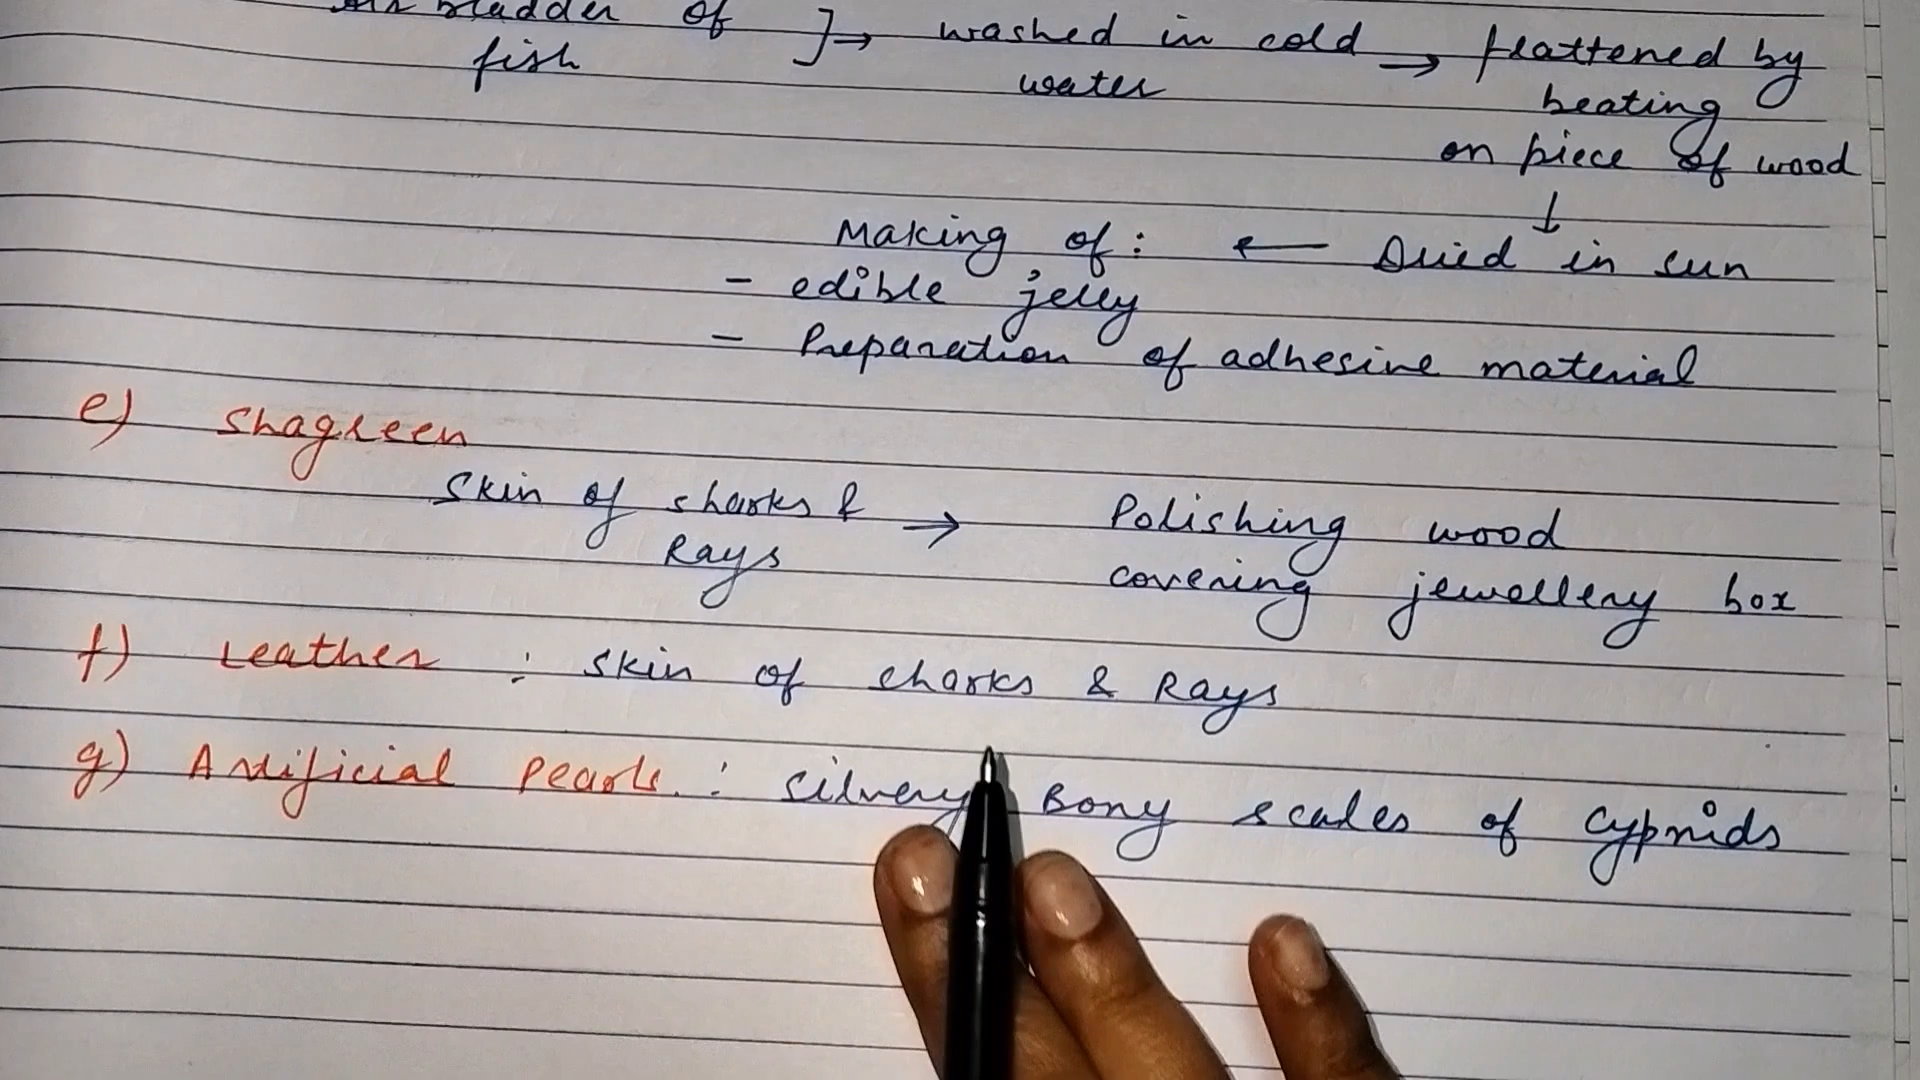 bladder of ] → washed in cold → flattened by
fish water beating
on piece of wood
↓
Making of : ← Dried in sun
- edible jelly
- Preparation of adhesive material
e) Shagreen
Skin of sharks & → Polishing wood
Rays covering jewellery box
f) Leather : skin of sharks & Rays
g) Artificial Pearls : silvery Bony scales of Cyprids